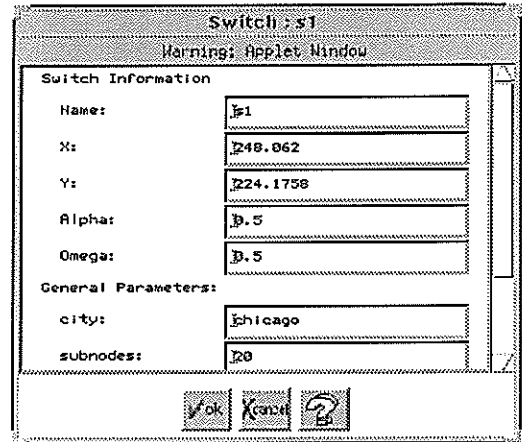 Switch : s1
Warning: Applet Window
Switch Information
Name: s1
X: 248.062
Y: 224.1758
Alpha: 0.5
Omega: 0.5
General Parameters:
city: chicago
subnodes: 20
ok cancel ?